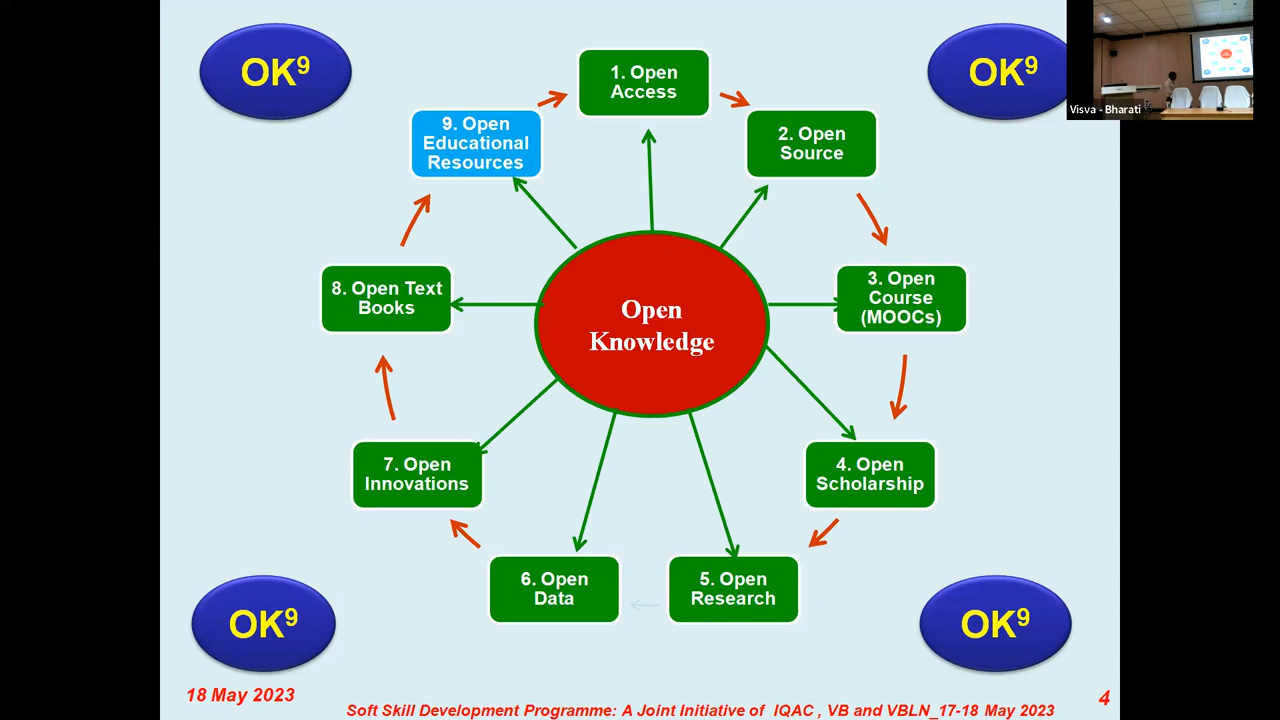 OK9
OK9
Visva - Bharati
1. Open
Access
2. Open
Source
3. Open
Course
(MOOCs)
4. Open
Scholarship
5. Open
Research
6. Open
Data
7. Open
Innovations
8. Open Text
Books
9. Open
Educational
Resources
Open
Knowledge
OK9
OK9
18 May 2023
Soft Skill Development Programme: A Joint Initiative of IQAC , VB and VBLN_17-18 May 2023
4